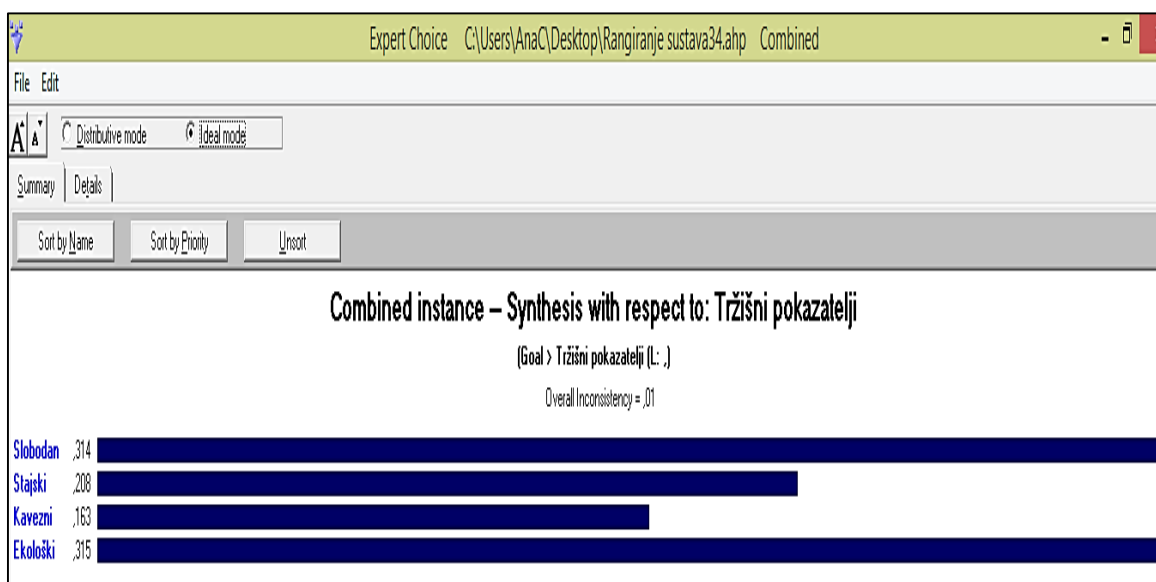 Expert Choice C:\Users\AnaC\Desktop\Rangiranje sustava34.ahp Combined
File Edit
A A Distributive mode Ideal mode
Summary Details
Sort by Name Sort by Priority Unsort
Combined instance – Synthesis with respect to: Tržišni pokazatelji
(Goal > Tržišni pokazatelji (L: ,)
Overall Inconsistency = ,01
Slobodan ,314
Stajski ,208
Kavezni ,163
Ekološki ,315